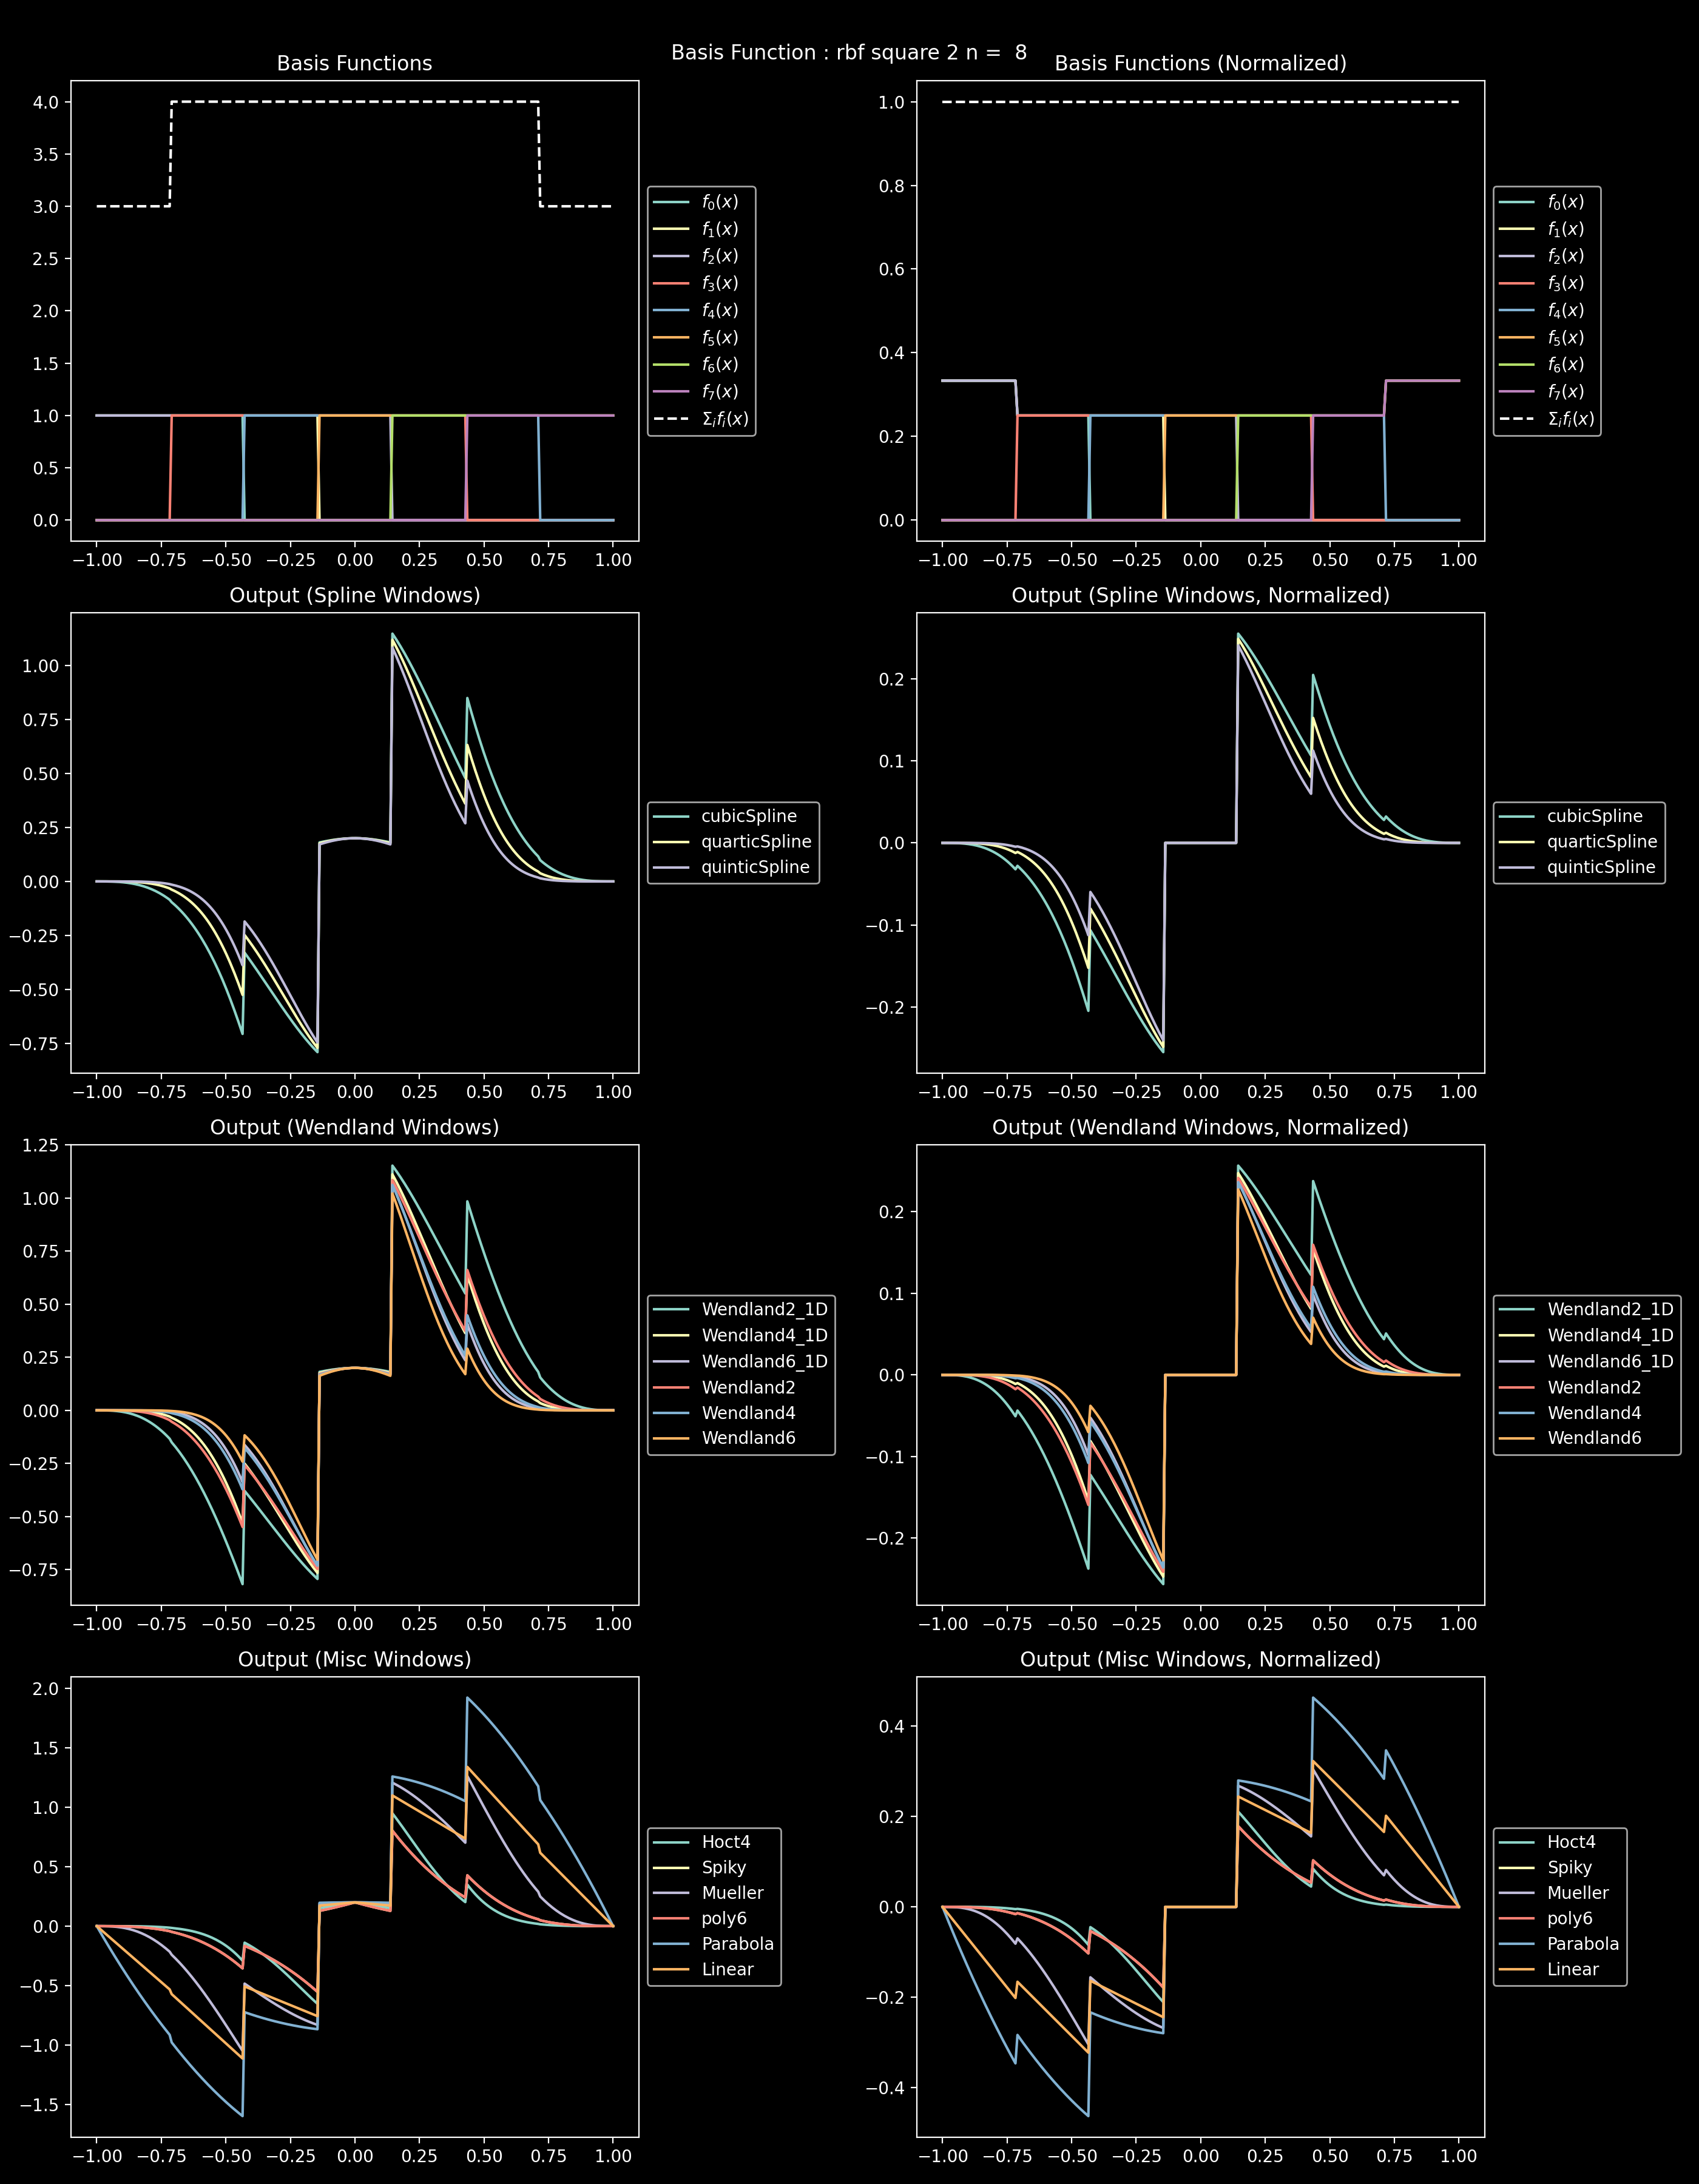 Basis Function : rbf square 2 n =  8
Basis Functions
4.0
3.5
3.0
2.5
2.0
1.5
1.0
0.5
0.0
−1.00 −0.75 −0.50 −0.25 0.00 0.25 0.50 0.75 1.00
f₀(x)
f₁(x)
f₂(x)
f₃(x)
f₄(x)
f₅(x)
f₆(x)
f₇(x)
Σᵢfᵢ(x)
Basis Functions (Normalized)
1.0
0.8
0.6
0.4
0.2
0.0
−1.00 −0.75 −0.50 −0.25 0.00 0.25 0.50 0.75 1.00
f₀(x)
f₁(x)
f₂(x)
f₃(x)
f₄(x)
f₅(x)
f₆(x)
f₇(x)
Σᵢfᵢ(x)
Output (Spline Windows)
1.00
0.75
0.50
0.25
0.00
−0.25
−0.50
−0.75
−1.00 −0.75 −0.50 −0.25 0.00 0.25 0.50 0.75 1.00
cubicSpline
quarticSpline
quinticSpline
Output (Spline Windows, Normalized)
0.2
0.1
0.0
−0.1
−0.2
−1.00 −0.75 −0.50 −0.25 0.00 0.25 0.50 0.75 1.00
cubicSpline
quarticSpline
quinticSpline
Output (Wendland Windows)
1.25
1.00
0.75
0.50
0.25
0.00
−0.25
−0.50
−0.75
−1.00 −0.75 −0.50 −0.25 0.00 0.25 0.50 0.75 1.00
Wendland2_1D
Wendland4_1D
Wendland6_1D
Wendland2
Wendland4
Wendland6
Output (Wendland Windows, Normalized)
0.2
0.1
0.0
−0.1
−0.2
−1.00 −0.75 −0.50 −0.25 0.00 0.25 0.50 0.75 1.00
Wendland2_1D
Wendland4_1D
Wendland6_1D
Wendland2
Wendland4
Wendland6
Output (Misc Windows)
2.0
1.5
1.0
0.5
0.0
−0.5
−1.0
−1.5
−1.00 −0.75 −0.50 −0.25 0.00 0.25 0.50 0.75 1.00
Hoct4
Spiky
Mueller
poly6
Parabola
Linear
Output (Misc Windows, Normalized)
0.4
0.2
0.0
−0.2
−0.4
−1.00 −0.75 −0.50 −0.25 0.00 0.25 0.50 0.75 1.00
Hoct4
Spiky
Mueller
poly6
Parabola
Linear